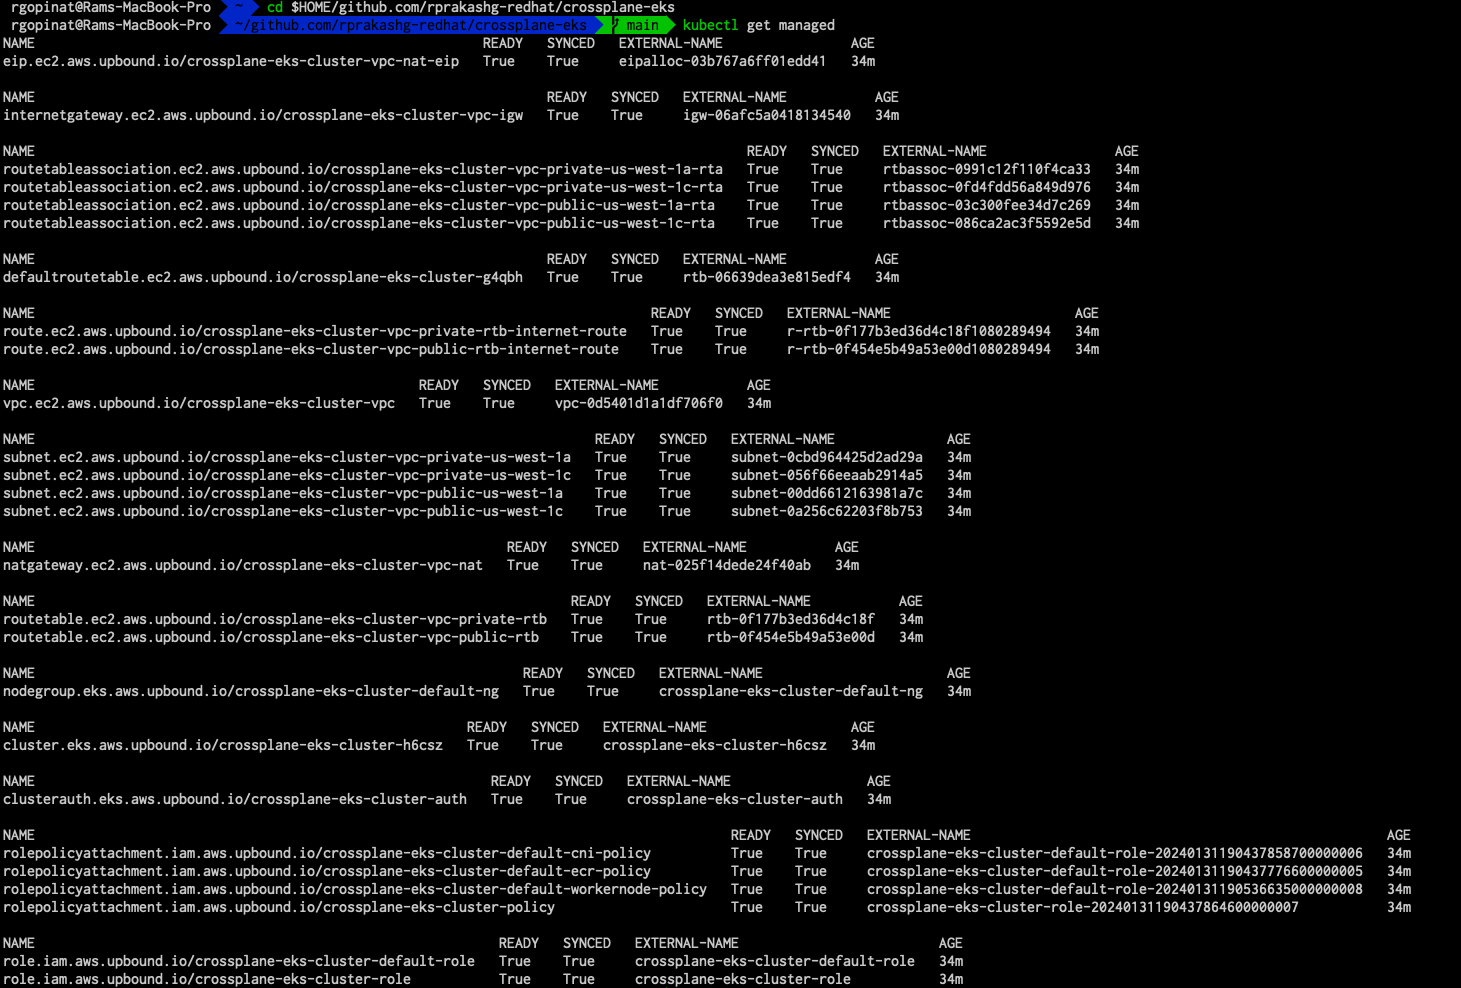 rgopinat@Rams-MacBook-Pro ~ cd $HOME/github.com/rprakashg-redhat/crossplane-eks
rgopinat@Rams-MacBook-Pro ~/github.com/rprakashg-redhat/crossplane-eks main kubectl get managed
NAME READY SYNCED EXTERNAL-NAME AGE
eip.ec2.aws.upbound.io/crossplane-eks-cluster-vpc-nat-eip True True eipalloc-03b767a6ff01edd41 34m
NAME READY SYNCED EXTERNAL-NAME AGE
internetgateway.ec2.aws.upbound.io/crossplane-eks-cluster-vpc-igw True True igw-06afc5a0418134540 34m
NAME READY SYNCED EXTERNAL-NAME AGE
routetableassociation.ec2.aws.upbound.io/crossplane-eks-cluster-vpc-private-us-west-1a-rta True True rtbassoc-0991c12f110f4ca33 34m
routetableassociation.ec2.aws.upbound.io/crossplane-eks-cluster-vpc-private-us-west-1c-rta True True rtbassoc-0fd4fdd56a849d976 34m
routetableassociation.ec2.aws.upbound.io/crossplane-eks-cluster-vpc-public-us-west-1a-rta True True rtbassoc-03c300fee34d7c269 34m
routetableassociation.ec2.aws.upbound.io/crossplane-eks-cluster-vpc-public-us-west-1c-rta True True rtbassoc-086ca2ac3f5592e5d 34m
NAME READY SYNCED EXTERNAL-NAME AGE
defaultroutetable.ec2.aws.upbound.io/crossplane-eks-cluster-g4qbh True True rtb-06639dea3e815edf4 34m
NAME READY SYNCED EXTERNAL-NAME AGE
route.ec2.aws.upbound.io/crossplane-eks-cluster-vpc-private-rtb-internet-route True True r-rtb-0f177b3ed36d4c18f1080289494 34m
route.ec2.aws.upbound.io/crossplane-eks-cluster-vpc-public-rtb-internet-route True True r-rtb-0f454e5b49a53e00d1080289494 34m
NAME READY SYNCED EXTERNAL-NAME AGE
vpc.ec2.aws.upbound.io/crossplane-eks-cluster-vpc True True vpc-0d5401d1a1df706f0 34m
NAME READY SYNCED EXTERNAL-NAME AGE
subnet.ec2.aws.upbound.io/crossplane-eks-cluster-vpc-private-us-west-1a True True subnet-0cbd964425d2ad29a 34m
subnet.ec2.aws.upbound.io/crossplane-eks-cluster-vpc-private-us-west-1c True True subnet-056f66eeaab2914a5 34m
subnet.ec2.aws.upbound.io/crossplane-eks-cluster-vpc-public-us-west-1a True True subnet-00dd6612163981a7c 34m
subnet.ec2.aws.upbound.io/crossplane-eks-cluster-vpc-public-us-west-1c True True subnet-0a256c62203f8b753 34m
NAME READY SYNCED EXTERNAL-NAME AGE
natgateway.ec2.aws.upbound.io/crossplane-eks-cluster-vpc-nat True True nat-025f14dede24f40ab 34m
NAME READY SYNCED EXTERNAL-NAME AGE
routetable.ec2.aws.upbound.io/crossplane-eks-cluster-vpc-private-rtb True True rtb-0f177b3ed36d4c18f 34m
routetable.ec2.aws.upbound.io/crossplane-eks-cluster-vpc-public-rtb True True rtb-0f454e5b49a53e00d 34m
NAME READY SYNCED EXTERNAL-NAME AGE
nodegroup.eks.aws.upbound.io/crossplane-eks-cluster-default-ng True True crossplane-eks-cluster-default-ng 34m
NAME READY SYNCED EXTERNAL-NAME AGE
cluster.eks.aws.upbound.io/crossplane-eks-cluster-h6csz True True crossplane-eks-cluster-h6csz 34m
NAME READY SYNCED EXTERNAL-NAME AGE
clusterauth.eks.aws.upbound.io/crossplane-eks-cluster-auth True True crossplane-eks-cluster-auth 34m
NAME READY SYNCED EXTERNAL-NAME AGE
rolepolicyattachment.iam.aws.upbound.io/crossplane-eks-cluster-default-cni-policy True True crossplane-eks-cluster-default-role-20240131190437858700000006 34m
rolepolicyattachment.iam.aws.upbound.io/crossplane-eks-cluster-default-ecr-policy True True crossplane-eks-cluster-default-role-20240131190437776600000005 34m
rolepolicyattachment.iam.aws.upbound.io/crossplane-eks-cluster-default-workernode-policy True True crossplane-eks-cluster-default-role-20240131190536635000000008 34m
rolepolicyattachment.iam.aws.upbound.io/crossplane-eks-cluster-policy True True crossplane-eks-cluster-role-20240131190437864600000007 34m
NAME READY SYNCED EXTERNAL-NAME AGE
role.iam.aws.upbound.io/crossplane-eks-cluster-default-role True True crossplane-eks-cluster-default-role 34m
role.iam.aws.upbound.io/crossplane-eks-cluster-role True True crossplane-eks-cluster-role 34m